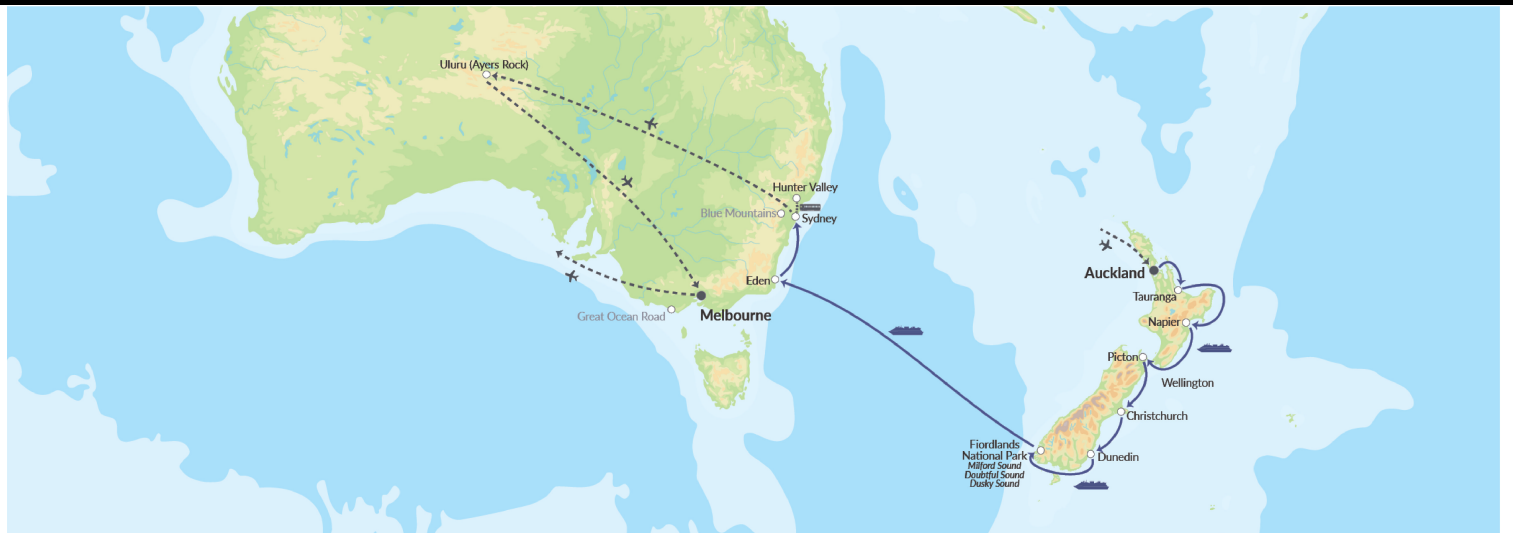 Uluru (Ayers Rock)
Hunter Valley
Blue Mountains
Sydney
Eden
Melbourne
Great Ocean Road
Auckland
Tauranga
Napier
Picton
Wellington
Christchurch
Dunedin
Fiordlands
National Park
Milford Sound
Doubtful Sound
Dusky Sound